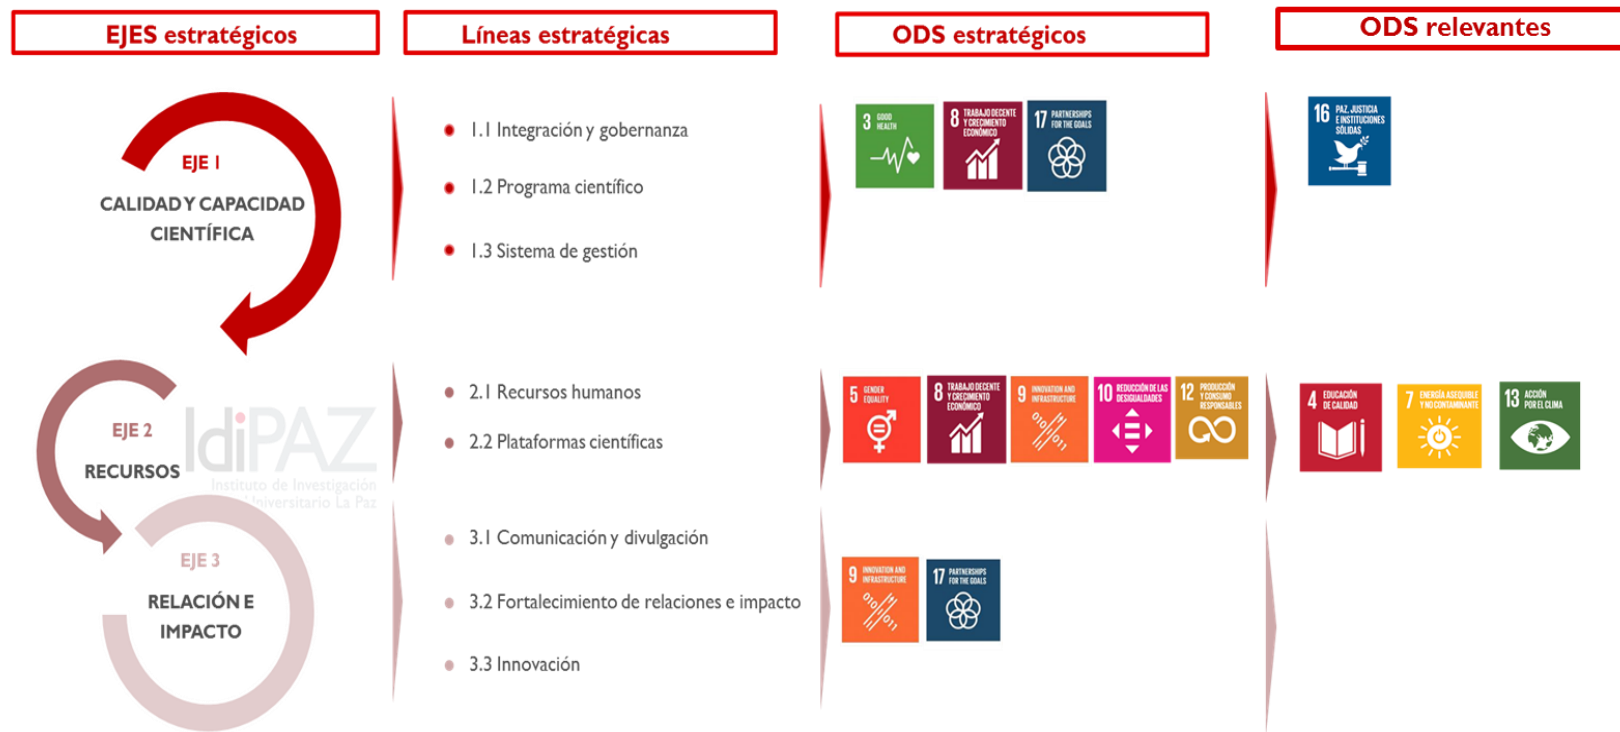 EJES estratégicos
Líneas estratégicas
ODS estratégicos
ODS relevantes
EJE 1
CALIDAD Y CAPACIDAD
CIENTÍFICA
1.1 Integración y gobernanza
1.2 Programa científico
1.3 Sistema de gestión
3 GOOD
HEALTH
8 TRABAJO DECENTE
Y CRECIMIENTO
ECONÓMICO
17 PARTNERSHIPS
FOR THE GOALS
16 PAZ, JUSTICIA
E INSTITUCIONES
SÓLIDAS
EJE 2
RECURSOS
IdiPAZ
Instituto de Investigación
Universitario La Paz
2.1 Recursos humanos
2.2 Plataformas científicas
5 GENDER
EQUALITY
8 TRABAJO DECENTE
Y CRECIMIENTO
ECONÓMICO
9 INNOVATION AND
INFRASTRUCTURE
010
011
10 REDUCCIÓN DE LAS
DESIGUALDADES
12 PRODUCCIÓN
Y CONSUMO
RESPONSABLES
4 EDUCACIÓN
DE CALIDAD
7 ENERGÍA ASEQUIBLE
Y NO CONTAMINANTE
13 ACCIÓN
POR EL CLIMA
EJE 3
RELACIÓN E
IMPACTO
3.1 Comunicación y divulgación
3.2 Fortalecimiento de relaciones e impacto
3.3 Innovación
9 INNOVATION AND
INFRASTRUCTURE
010
011
17 PARTNERSHIPS
FOR THE GOALS